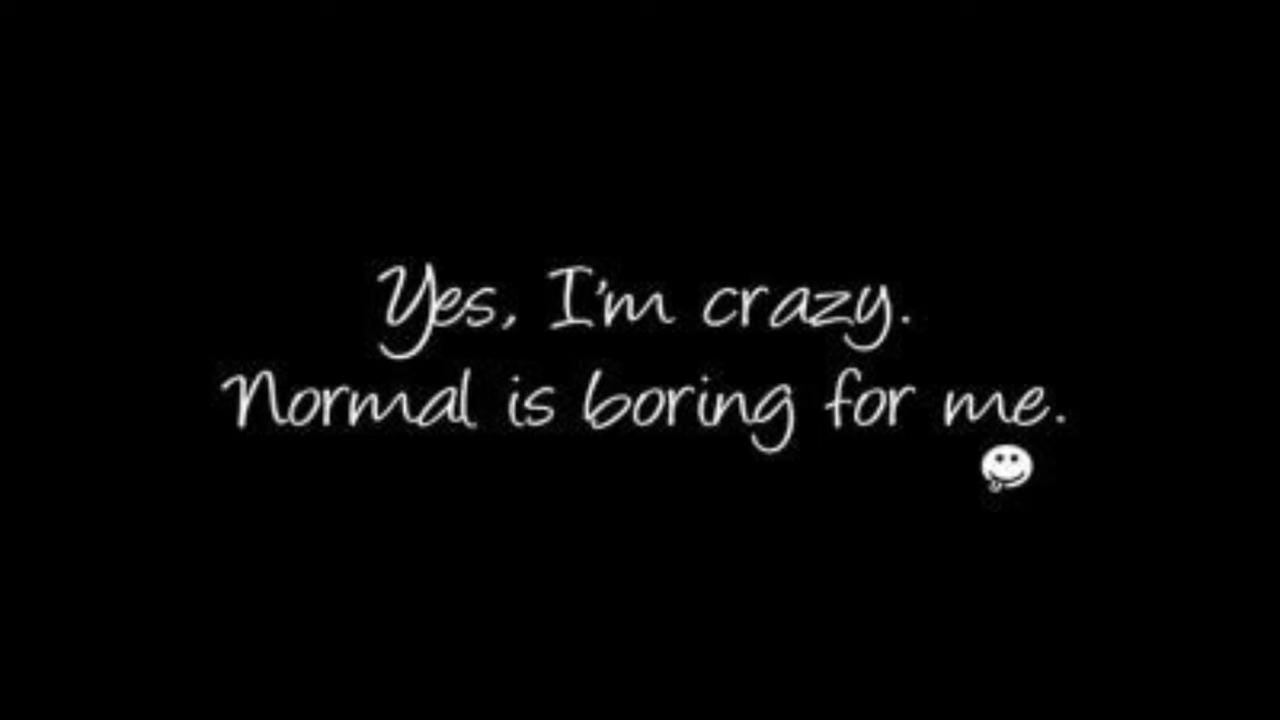 Yes, I'm crazy.
Normal is boring for me.